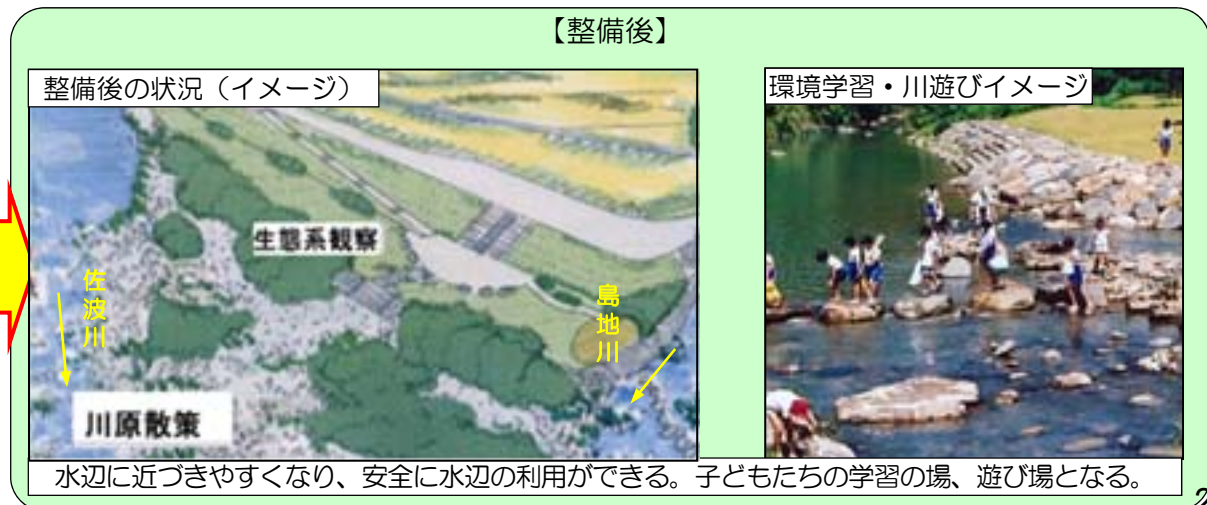 【整備後】
整備後の状況(イメージ)
環境学習・川遊びイメージ
生態系観察
佐波川
島地川
川原散策
水辺に近づきやすくなり、安全に水辺の利用ができる。子どもたちの学習の場、遊び場となる。
2